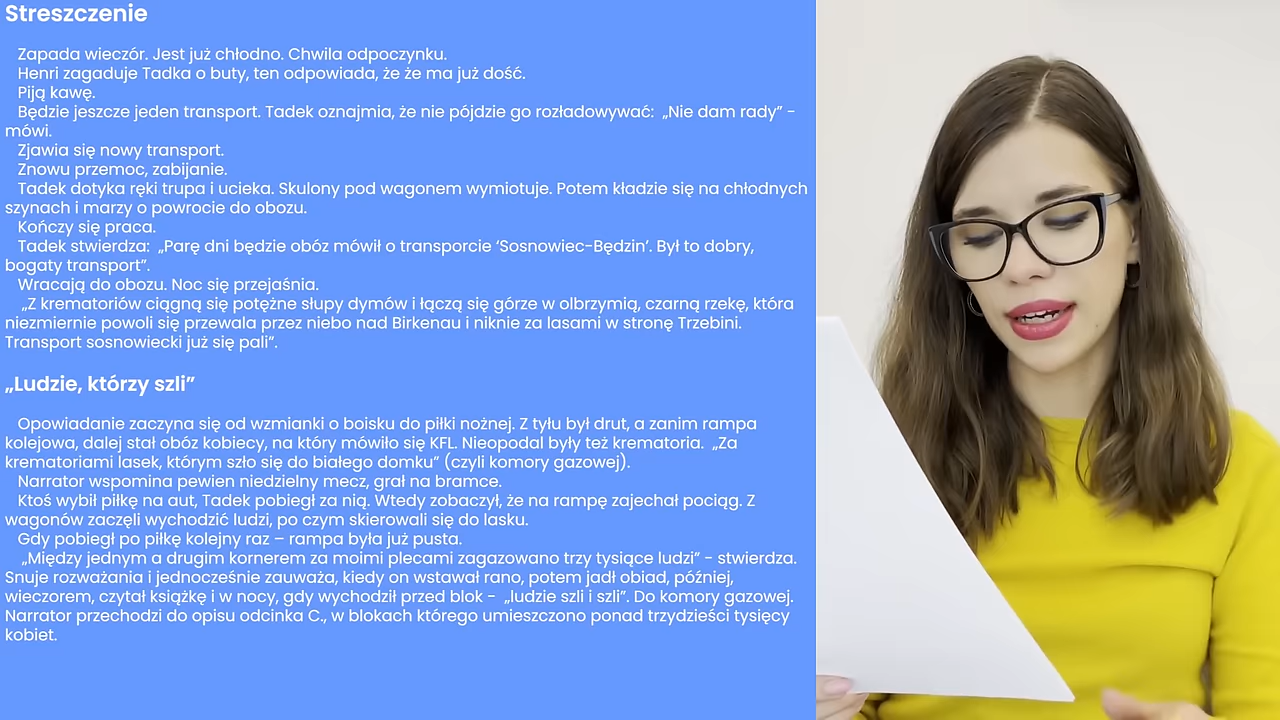 Streszczenie
Zapada wieczór. Jest już chłodno. Chwila odpoczynku.
Henri zagaduje Tadka o buty, ten odpowiada, że że ma już dość.
Piją kawę.
Będzie jeszcze jeden transport. Tadek oznajmia, że nie pójdzie go rozładowywać: „Nie dam rady” -
mówi.
Zjawia się nowy transport.
Znowu przemoc, zabijanie.
Tadek dotyka ręki trupa i ucieka. Skulony pod wagonem wymiotuje. Potem kładzie się na chłodnych
szynach i marzy o powrocie do obozu.
Kończy się praca.
Tadek stwierdza: „Parę dni będzie obóz mówił o transporcie ‘Sosnowiec-Będzin’. Był to dobry,
bogaty transport”.
Wracają do obozu. Noc się przejaśnia.
„Z krematoriów ciągną się potężne słupy dymów i łączą się górze w olbrzymią, czarną rzekę, która
niezmiernie powoli się przewala przez niebo nad Birkenau i niknie za lasami w stronę Trzebini.
Transport sosnowiecki już się pali”.
„Ludzie, którzy szli”
Opowiadanie zaczyna się od wzmianki o boisku do piłki nożnej. Z tyłu był drut, a zanim rampa
kolejowa, dalej stał obóz kobiecy, na który mówiło się KFL. Nieopodal były też krematoria. „Za
krematoriami lasek, którym szło się do białego domku” (czyli komory gazowej).
Narrator wspomina pewien niedzielny mecz, grał na bramce.
Ktoś wybił piłkę na aut, Tadek pobiegł za nią. Wtedy zobaczył, że na rampę zajechał pociąg. Z
wagonów zaczęli wychodzić ludzi, po czym skierowali się do lasku.
Gdy pobiegł po piłkę kolejny raz – rampa była już pusta.
„Między jednym a drugim kornerem za moimi plecami zagazowano trzy tysiące ludzi” - stwierdza.
Snuje rozważania i jednocześnie zauważa, kiedy on wstawał rano, potem jadł obiad, później,
wieczorem, czytał książkę i w nocy, gdy wychodził przed blok - „ludzie szli i szli”. Do komory gazowej.
Narrator przechodzi do opisu odcinka C., w blokach którego umieszczono ponad trzydzieści tysięcy
kobiet.